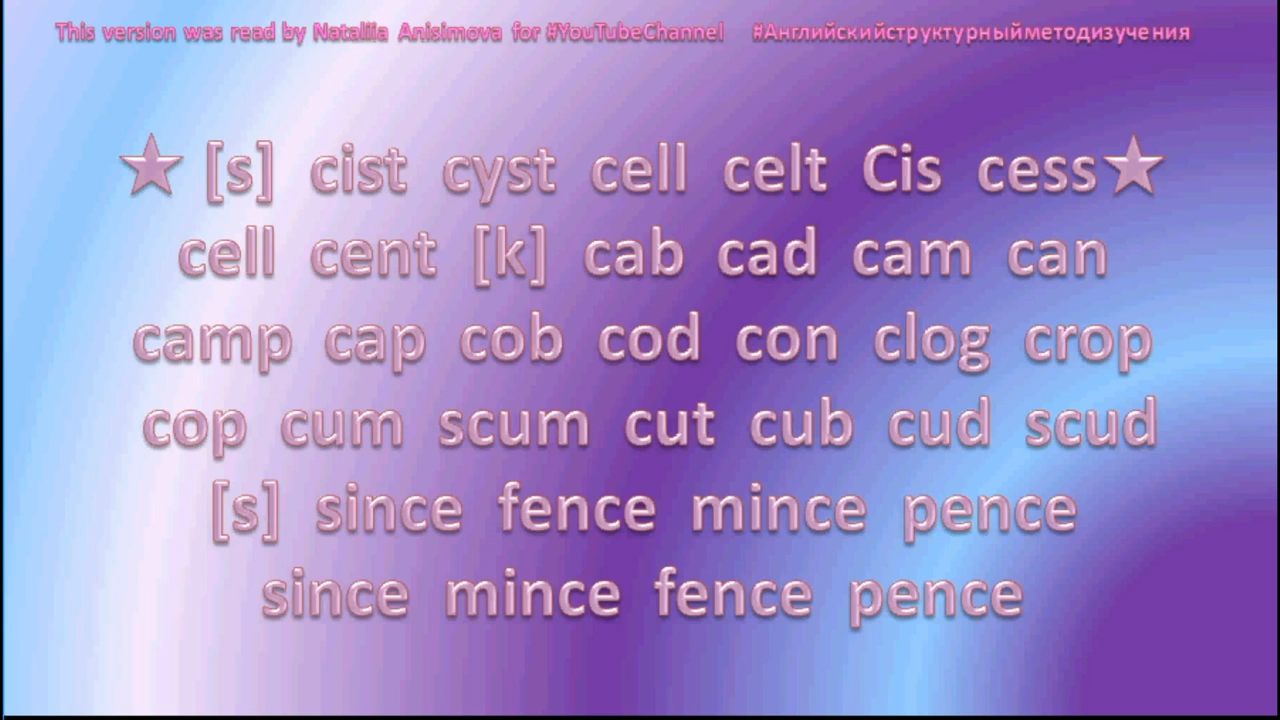 This version was read by Nataliia Anisimova for #YouTubeChannel #Английскийструктурныйметодизучения
★ [s] cist cyst cell celt Cis cess★
cell cent [k] cab cad cam can
camp cap cob cod con clog crop
cop cum scum cut cub cud scud
[s] since fence mince pence
since mince fence pence